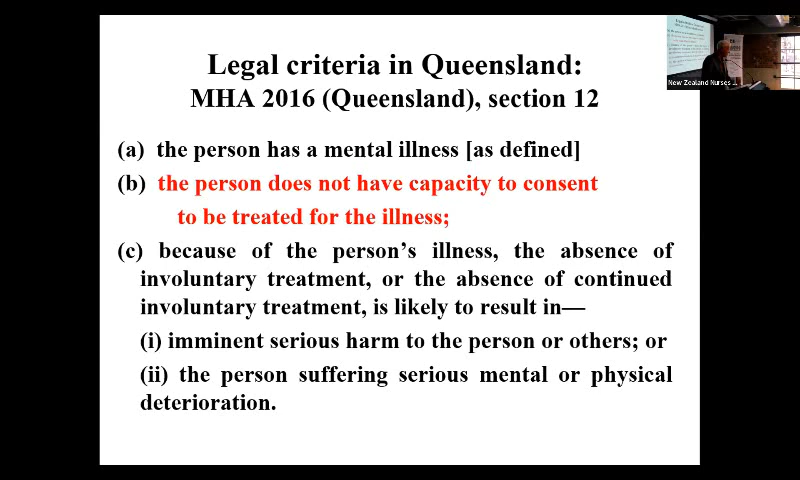 Legal criteria in Queensland:
MHA 2016 (Queensland), section 12
(a) the person has a mental illness [as defined]
(b) the person does not have capacity to consent
to be treated for the illness;
(c) because of the person’s illness, the absence of
involuntary treatment, or the absence of continued
involuntary treatment, is likely to result in—
(i) imminent serious harm to the person or others; or
(ii) the person suffering serious mental or physical
deterioration.
New Zealand Nurses ...